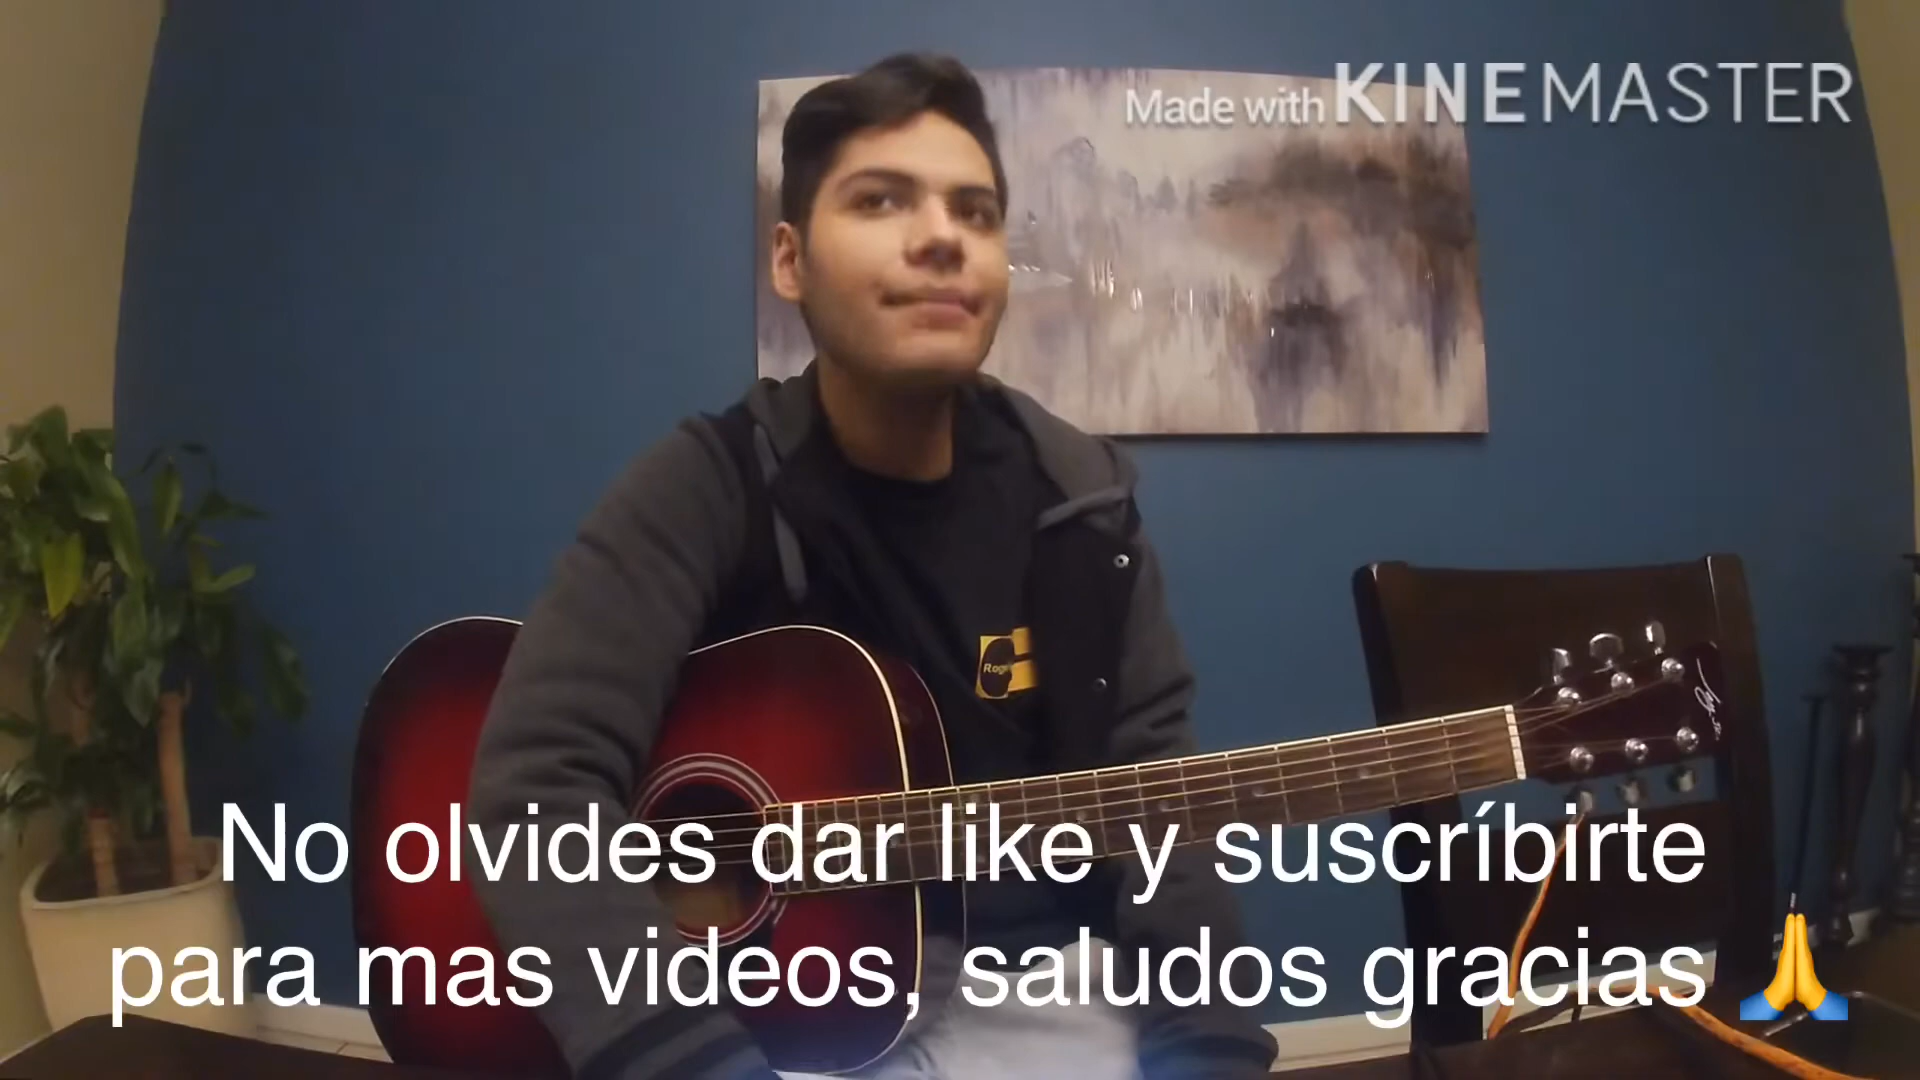 Made with KINEMASTER
No olvides dar like y suscríbirte
para mas videos, saludos gracias 🙏